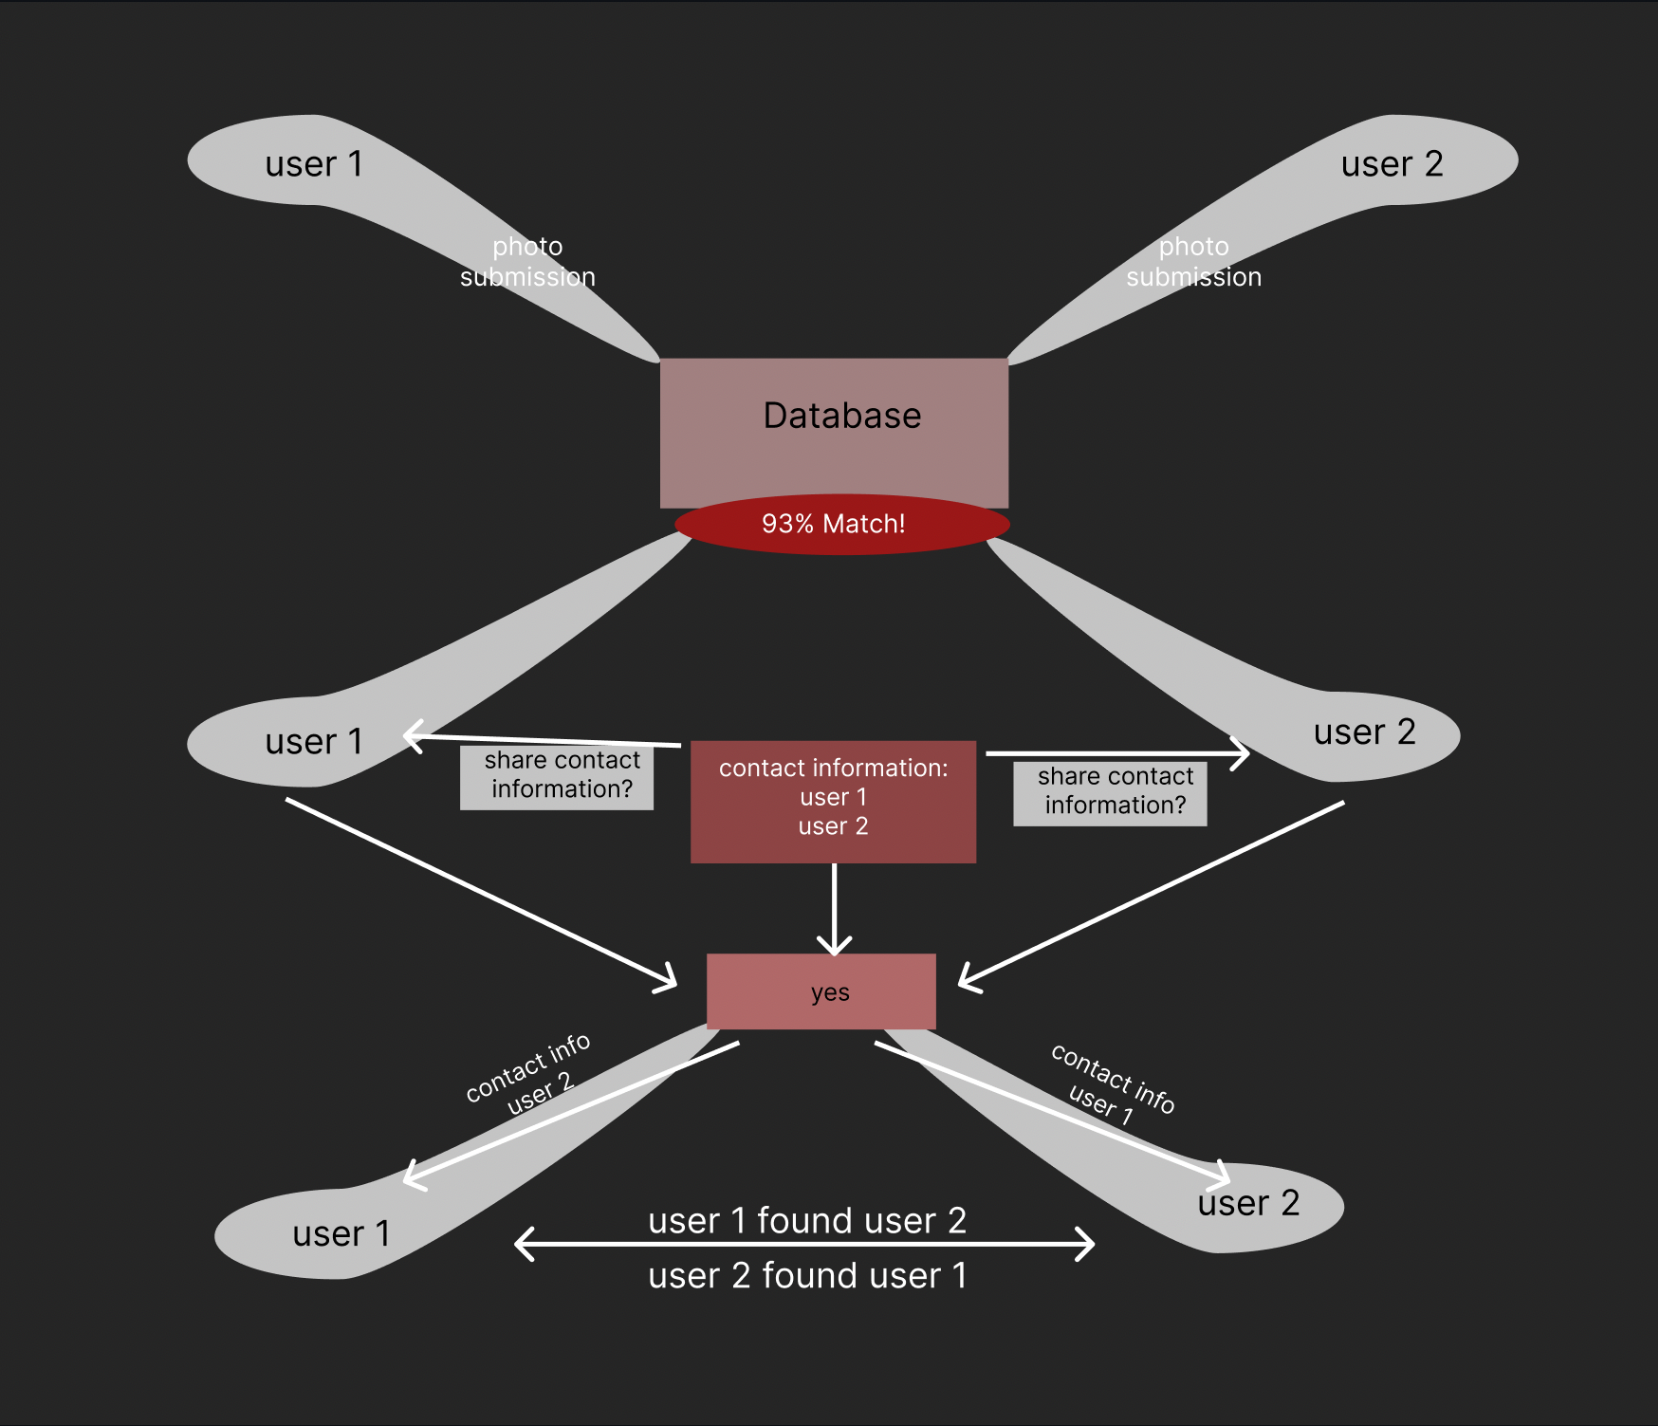 user 1
user 2
photo
submission
photo
submission
Database
93% Match!
user 1
user 2
share contact
information?
contact information:
user 1
user 2
share contact
information?
yes
contact info
user 2
contact info
user 1
user 1
user 2
user 1 found user 2
user 2 found user 1